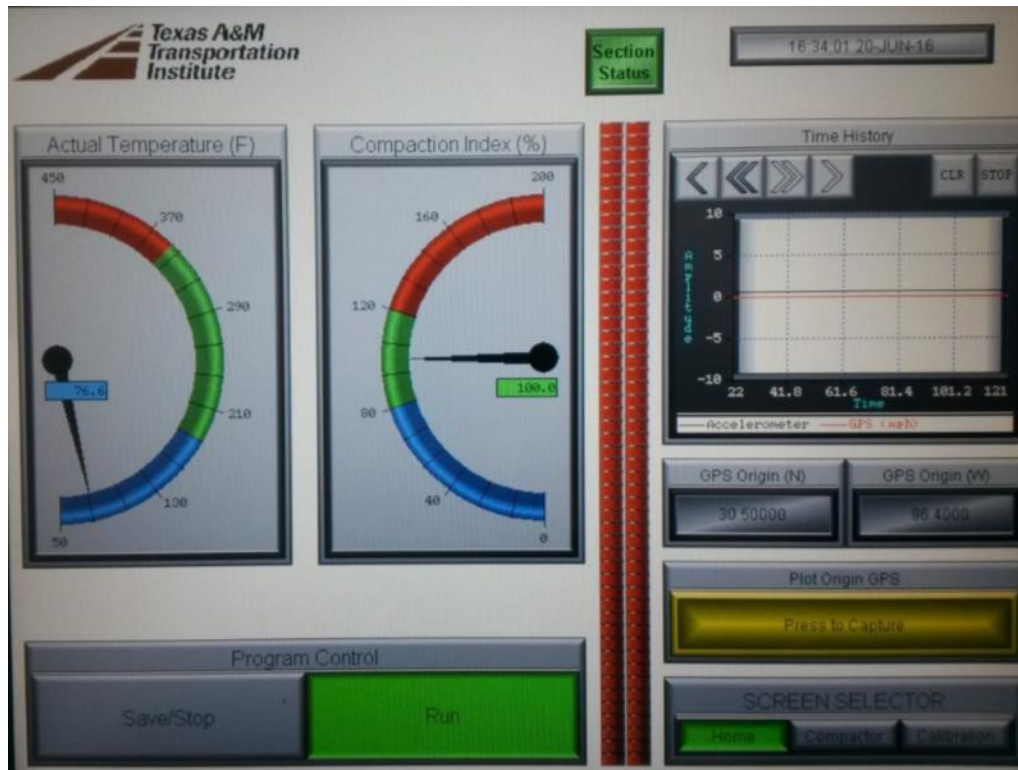 Texas A&M
Transportation
Institute
Section
Status
16:34:01 20-JUN-16
Actual Temperature (F)
450
370
290
210
130
50
76.6
Compaction Index (%)
200
160
120
80
40
0
100.0
Time History
CLR STOP
10
5
0
-5
-10
Amplitude
22 41.8 61.6 81.4 101.2 121
Time
Accelerometer GPS (mph)
GPS Origin (N)
30.50000
GPS Origin (W)
96.4000
Plot Origin GPS
Press to Capture
Program Control
Save/Stop
Run
SCREEN SELECTOR
Home Compactor Calibration